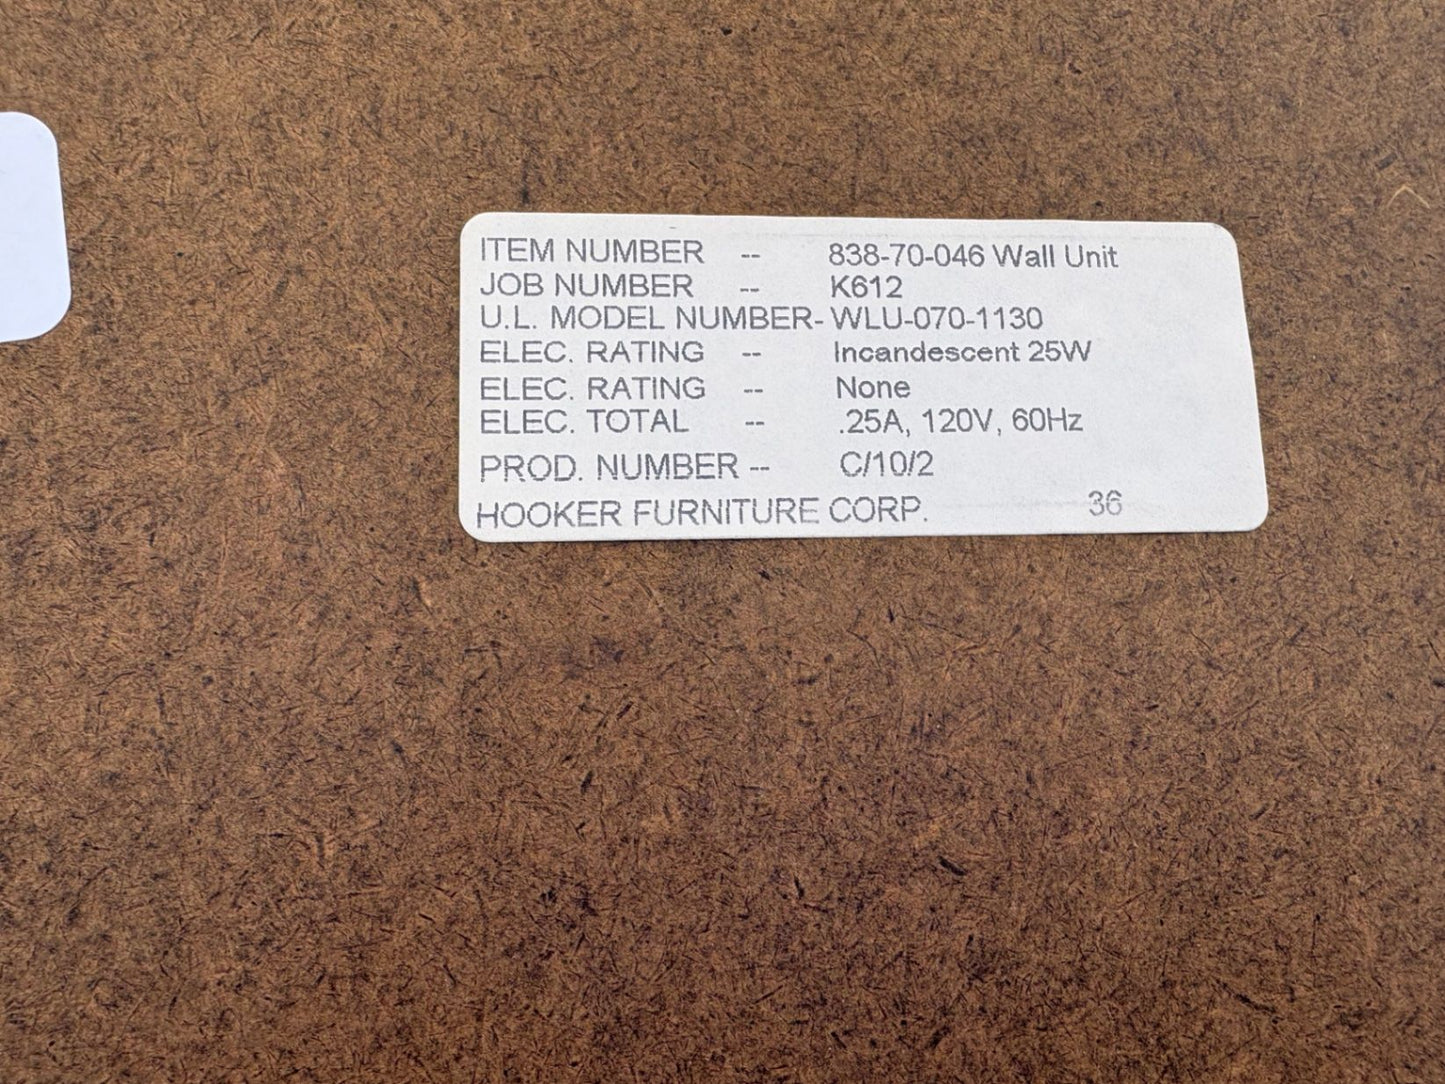 ITEM NUMBER -- 838-70-046 Wall Unit
JOB NUMBER -- K612
U.L. MODEL NUMBER- WLU-070-1130
ELEC. RATING -- Incandescent 25W
ELEC. RATING -- None
ELEC. TOTAL -- .25A, 120V, 60Hz
PROD. NUMBER -- C/10/2
HOOKER FURNITURE CORP. 36